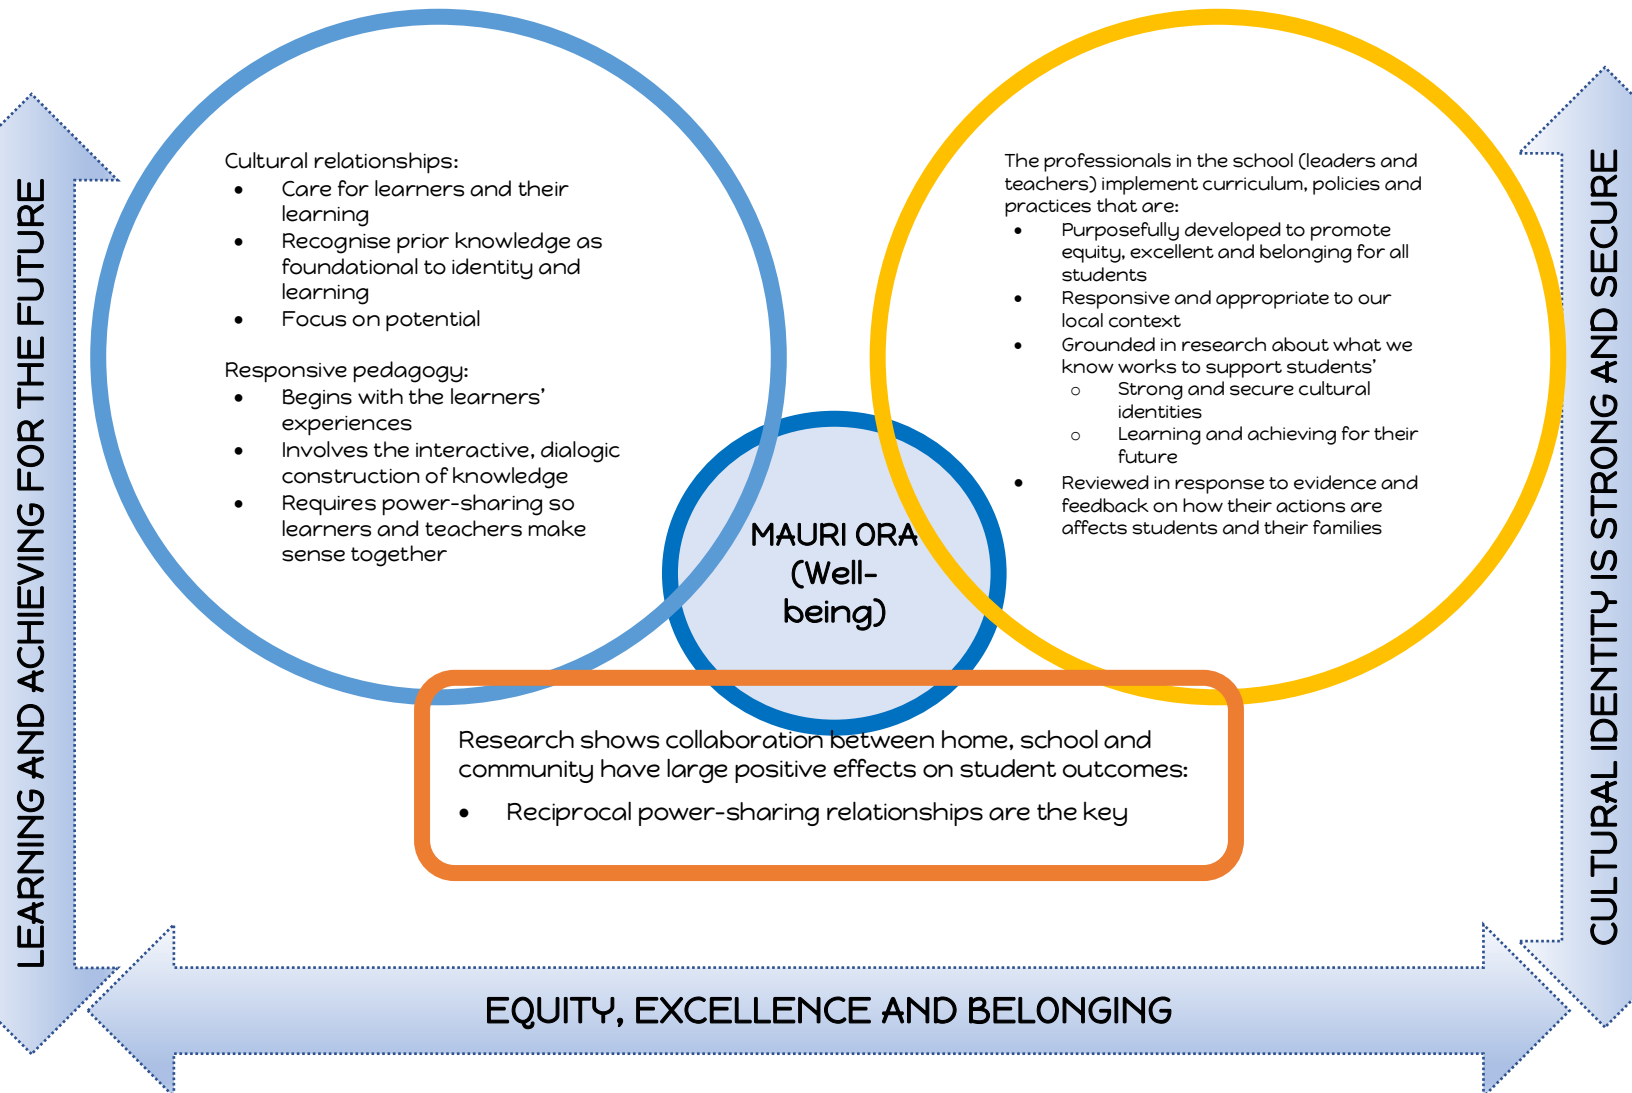 LEARNING AND ACHIEVING FOR THE FUTURE
Cultural relationships:
• Care for learners and their
learning
• Recognise prior knowledge as
foundational to identity and
learning
• Focus on potential
Responsive pedagogy:
• Begins with the learners’
experiences
• Involves the interactive, dialogic
construction of knowledge
• Requires power-sharing so
learners and teachers make
sense together
The professionals in the school (leaders and
teachers) implement curriculum, policies and
practices that are:
• Purposefully developed to promote
equity, excellent and belonging for all
students
• Responsive and appropriate to our
local context
• Grounded in research about what we
know works to support students’
○ Strong and secure cultural
identities
○ Learning and achieving for their
future
• Reviewed in response to evidence and
feedback on how their actions are
affects students and their families
MAURI ORA
(Well-
being)
Research shows collaboration between home, school and
community have large positive effects on student outcomes:
• Reciprocal power-sharing relationships are the key
CULTURAL IDENTITY IS STRONG AND SECURE
EQUITY, EXCELLENCE AND BELONGING